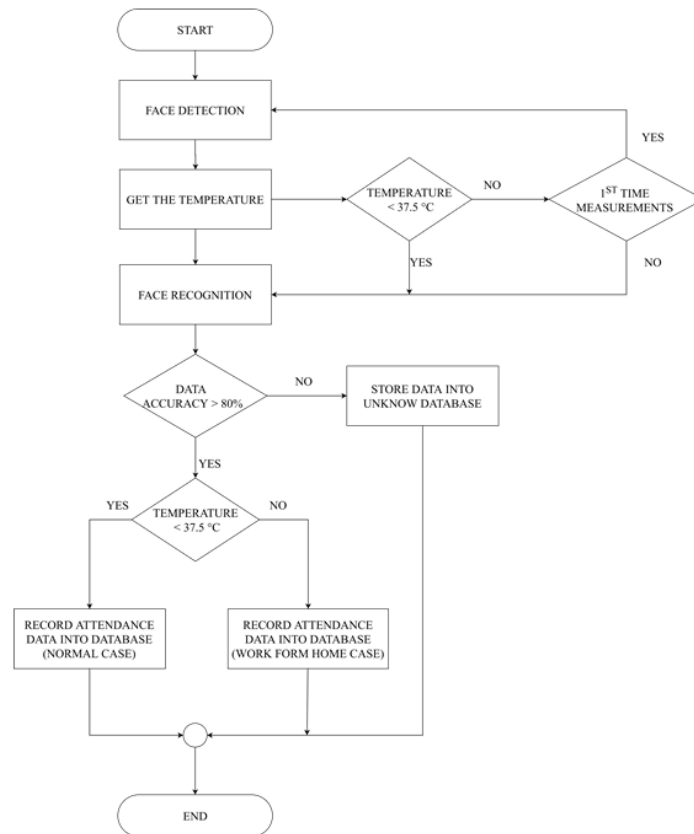 START
FACE DETECTION
YES
GET THE TEMPERATURE
TEMPERATURE
< 37.5 °C
NO
1ST TIME
MEASUREMENTS
YES
NO
FACE RECOGNITION
DATA
ACCURACY > 80%
NO
STORE DATA INTO
UNKNOW DATABASE
YES
YES
TEMPERATURE
< 37.5 °C
NO
RECORD ATTENDANCE
DATA INTO DATABASE
(NORMAL CASE)
RECORD ATTENDANCE
DATA INTO DATABASE
(WORK FORM HOME CASE)
END